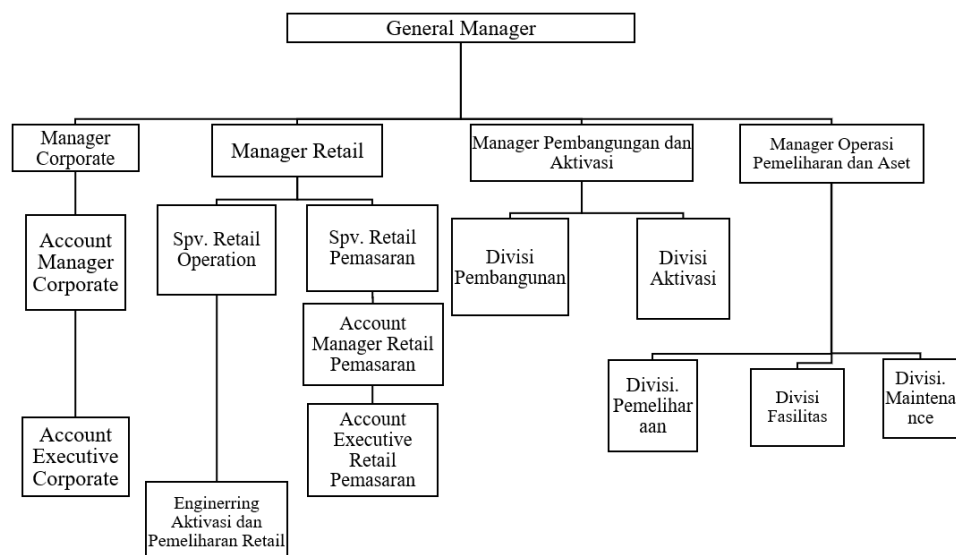 General Manager
Manager
Corporate
Manager Retail
Manager Pembangungan dan
Aktivasi
Manager Operasi
Pemeliharan dan Aset
Account
Manager
Corporate
Spv. Retail
Operation
Spv. Retail
Pemasaran
Divisi
Pembangunan
Divisi
Aktivasi
Account
Manager Retail
Pemasaran
Divisi.
Pemelihar
aan
Divisi
Fasilitas
Divisi.
Maintena
nce
Account
Executive
Corporate
Account
Executive
Retail
Pemasaran
Enginerring
Aktivasi dan
Pemeliharan Retail